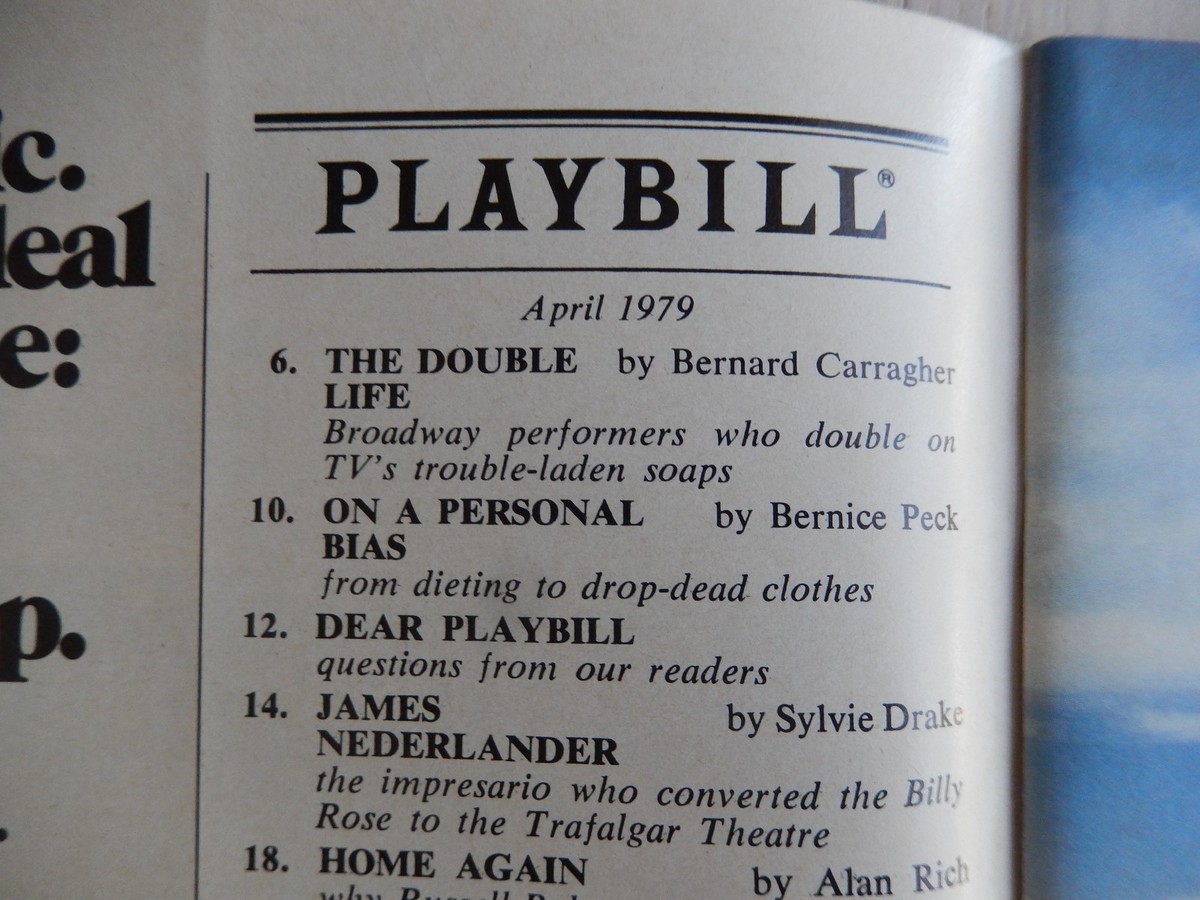 ic.
deal
e:
p.
PLAYBILL®
April 1979
6. THE DOUBLE by Bernard Carragher
LIFE
Broadway performers who double on
TV's trouble-laden soaps
10. ON A PERSONAL by Bernice Peck
BIAS
from dieting to drop-dead clothes
12. DEAR PLAYBILL
questions from our readers
14. JAMES by Sylvie Drake
NEDERLANDER
the impresario who converted the Billy
Rose to the Trafalgar Theatre
18. HOME AGAIN by Alan Rich
why Russell